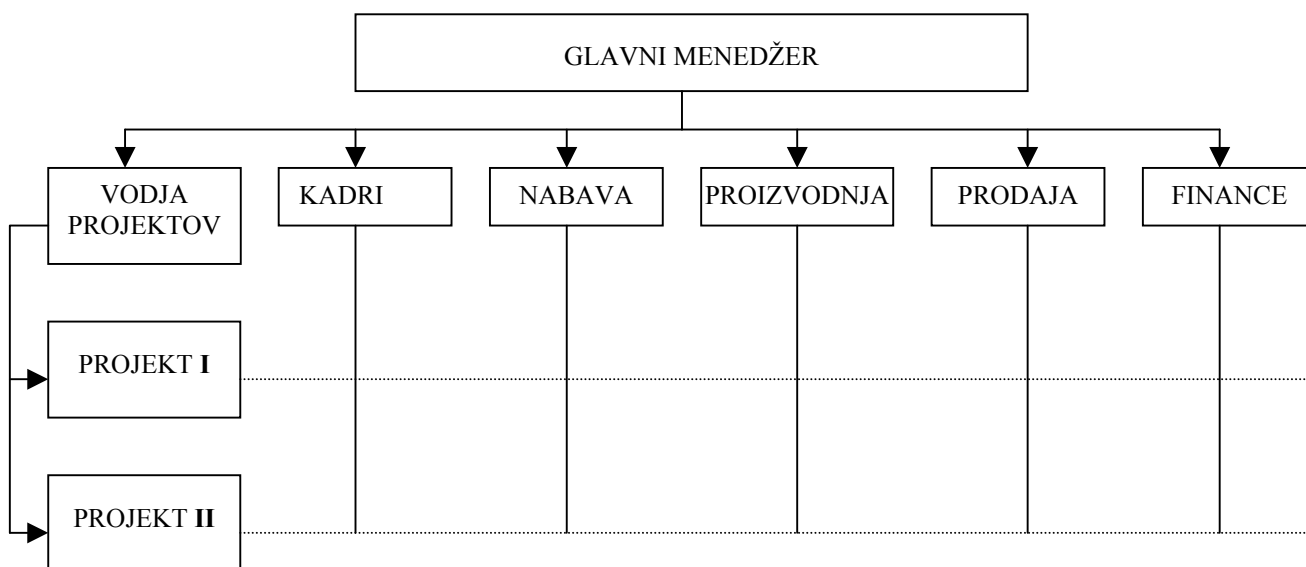 GLAVNI MENEDŽER
VODJA
PROJEKTOV
KADRI
NABAVA
PROIZVODNJA
PRODAJA
FINANCE
PROJEKT I
PROJEKT II